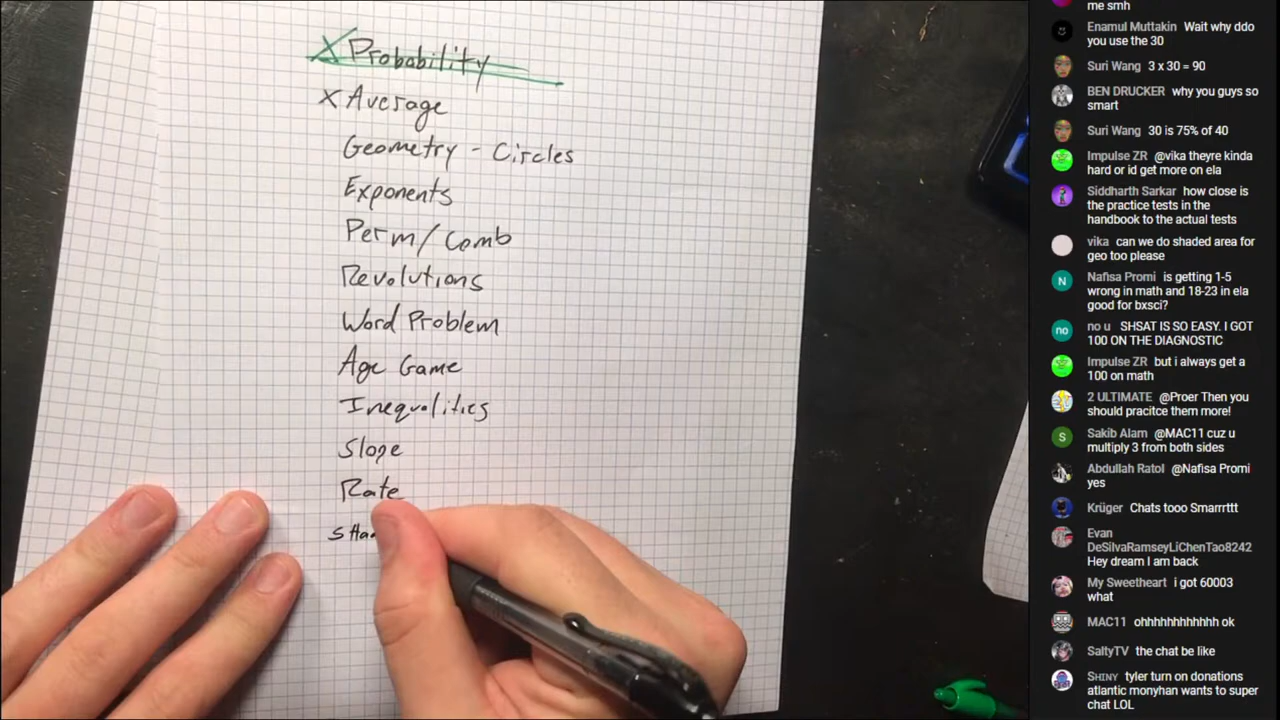 X Probability
X Average
Geometry - Circles
Exponents
Perm/Comb
Revolutions
Word Problem
Age Game
Inequalities
Slope
Rate
SHa
me smh
Enamul Muttakin Wait why ddo
you use the 30
Suri Wang 3 x 30 = 90
BEN DRUCKER why you guys so
smart
Suri Wang 30 is 75% of 40
Impulse ZR @vika theyre kinda
hard or id get more on ela
Siddharth Sarkar how close is
the practice tests in the
handbook to the actual tests
vika can we do shaded area for
geo too please
N Nafisa Promi is getting 1-5
wrong in math and 18-23 in ela
good for bxsci?
no no u SHSAT IS SO EASY. I GOT
100 ON THE DIAGNOSTIC
Impulse ZR but i always get a
100 on math
2 ULTIMATE @Proer Then you
should pracitce them more!
S Sakib Alam @MAC11 cuz u
multiply 3 from both sides
Abdullah Ratol @Nafisa Promi
yes
Krüger Chats tooo Smarrrttt
Evan
DeSilvaRamseyLiChenTao8242
Hey dream I am back
My Sweetheart i got 60003
what
MAC11 ohhhhhhhhhhhh ok
SaltyTV the chat be like
SHINY tyler turn on donations
atlantic monyhan wants to super
chat LOL